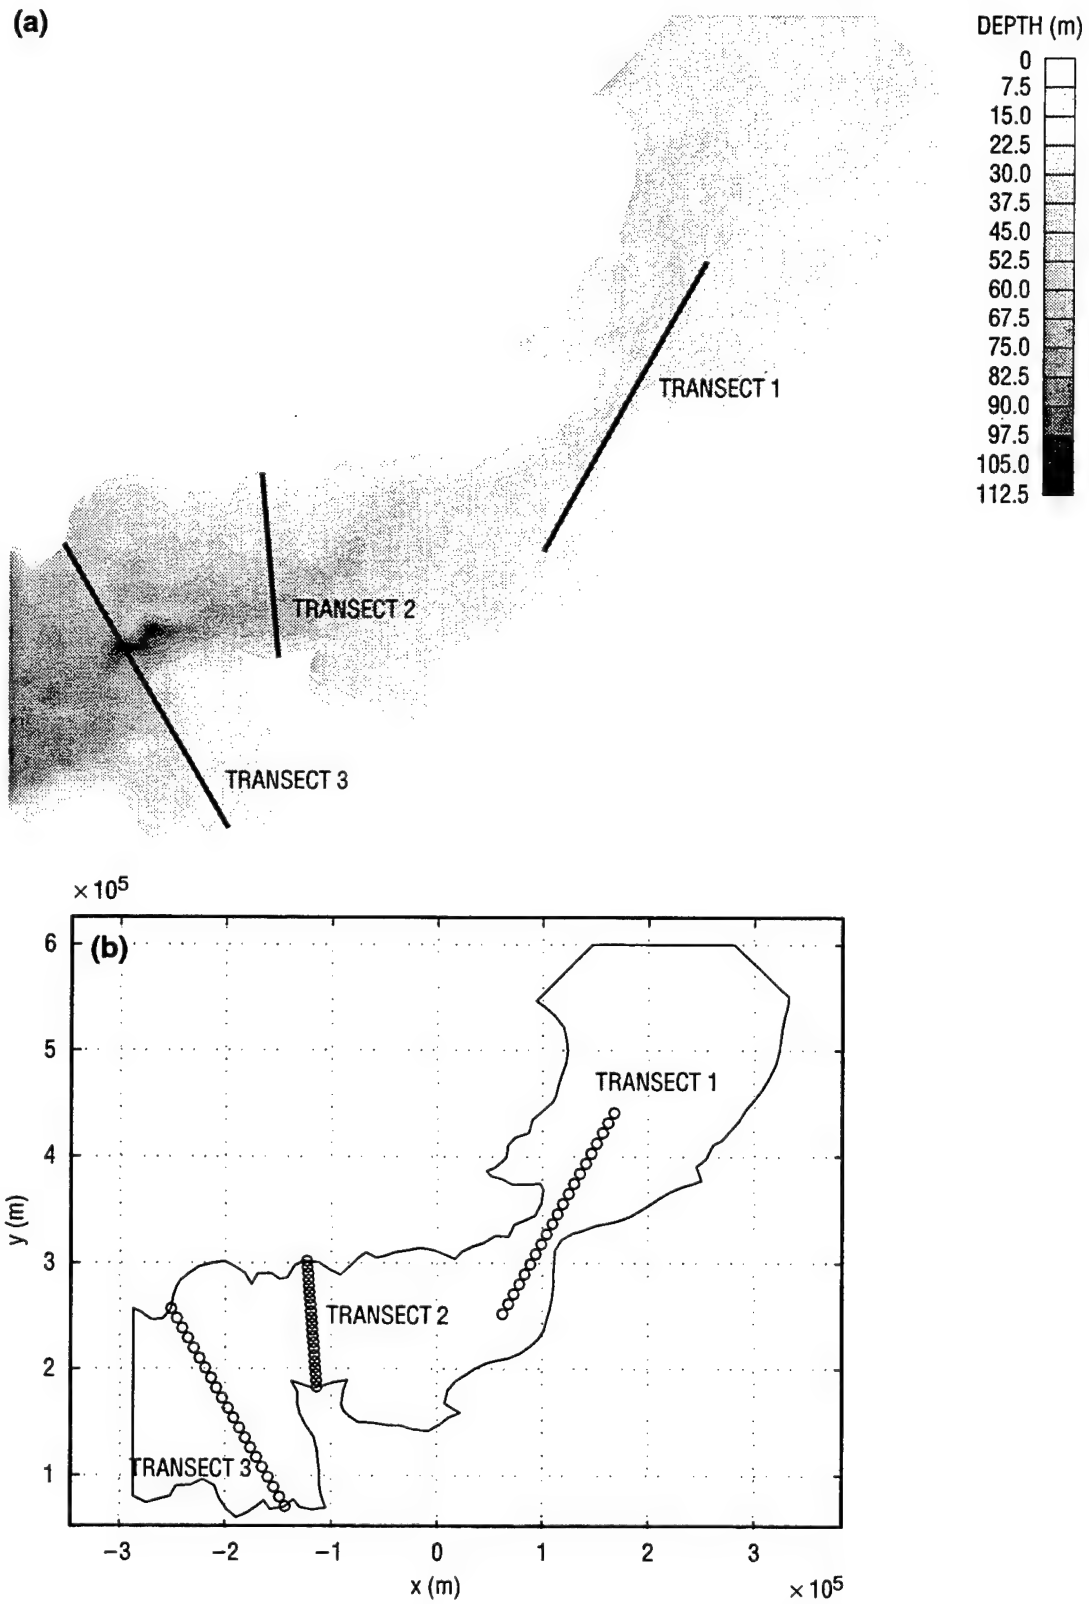 (a)
DEPTH (m)
0
7.5
15.0
22.5
30.0
37.5
45.0
52.5
60.0
67.5
75.0
82.5
90.0
97.5
105.0
112.5
TRANSECT 1
TRANSECT 2
TRANSECT 3
× 10⁵
(b)
6
5
4
3
2
1
y (m)
TRANSECT 1
TRANSECT 2
TRANSECT 3
−3 −2 −1 0 1 2 3
x (m)
× 10⁵